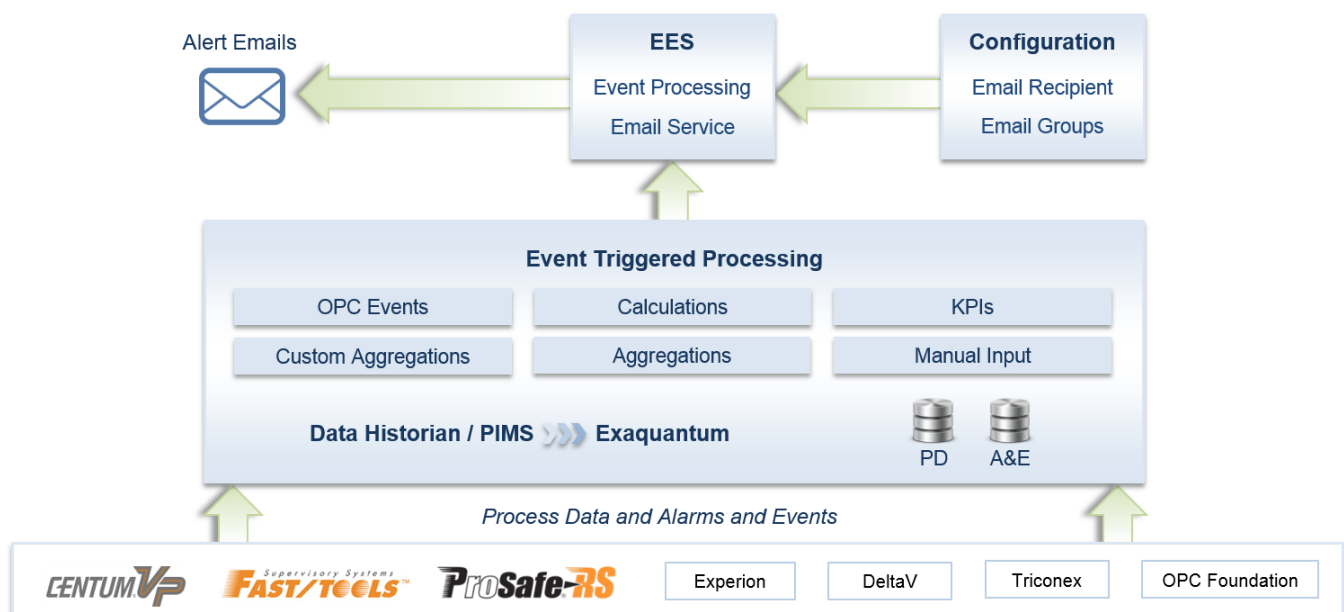 Alert Emails
EES
Event Processing
Email Service
Configuration
Email Recipient
Email Groups
Event Triggered Processing
OPC Events
Calculations
KPIs
Custom Aggregations
Aggregations
Manual Input
Data Historian / PIMS
Exaquantum
PD
A&E
Process Data and Alarms and Events
CENTUM VP
Supervisory Systems
FAST/TOOLS™
ProSafe-RS
Experion
DeltaV
Triconex
OPC Foundation